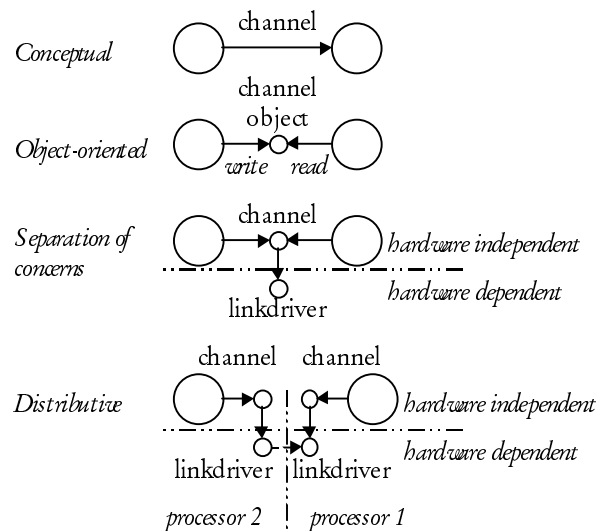 channel
Conceptual
channel
object
Object-oriented
write read
channel
Separation of
concerns
hardware independent
hardware dependent
linkdriver
channel channel
Distributive
hardware independent
hardware dependent
linkdriver linkdriver
processor 2 processor 1